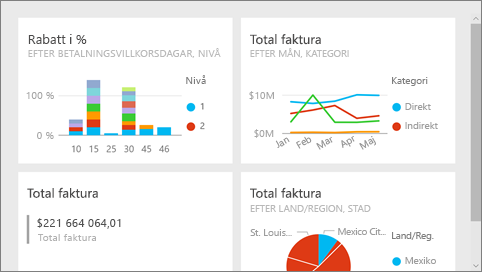 Rabatt i %
EFTER BETALNINGSVILLKORSDAGAR, NIVÅ
Nivå
100 %
1
2
0 %
10 15 25 30 45 46
Total faktura
EFTER MÅN, KATEGORI
Kategori
$10M
Direkt
Indirekt
$0M
Jan Feb Mar Apr Maj
Total faktura
$221 664 064,01
Total faktura
Total faktura
EFTER LAND/REGION, STAD
St. Louis...
Mexico Cit...
Land/Reg.
Mexiko